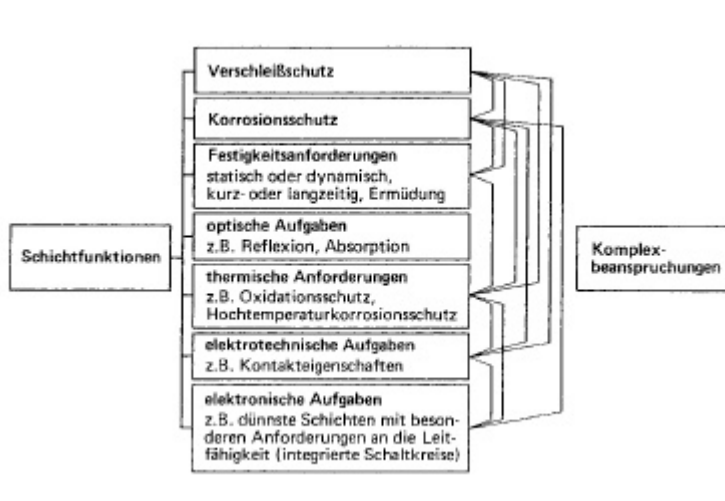 Verschleißschutz
Korrosionsschutz
Festigkeitsanforderungen
statisch oder dynamisch,
kurz- oder langzeitig, Ermüdung
Schichtfunktionen
optische Aufgaben
z.B. Reflexion, Absorption
thermische Anforderungen
z.B. Oxidationsschutz,
Hochtemperaturkorrosionsschutz
elektrotechnische Aufgaben
z.B. Kontakteigenschaften
elektronische Aufgaben
z.B. dünnste Schichten mit beson-
deren Anforderungen an die Leit-
fähigkeit (integrierte Schaltkreise)
Komplex-
beanspruchungen